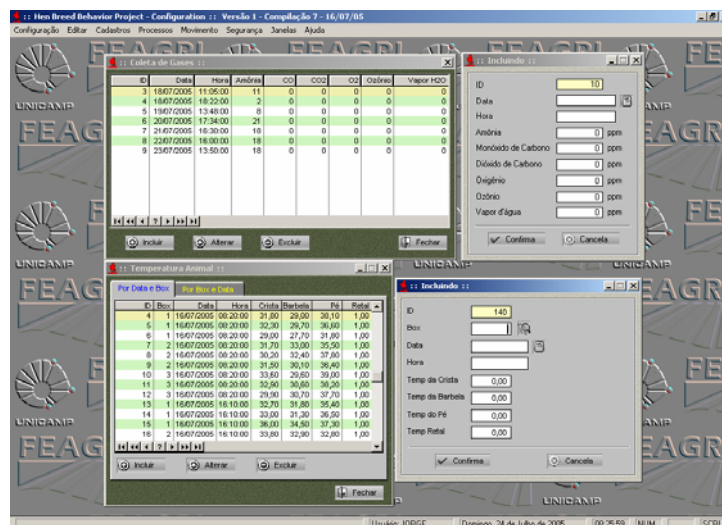 :: Hen Breed Behavior Project - Configuration :: Versão 1 - Compilação 7 - 16/07/05
Configuração Editar Cadastros Processos Movimento Segurança Janelas Ajuda
:: Coleta de Gases ::
ID Data Hora Amônia CO CO2 O2 Ozônio Vapor H2O
3 18/07/2005 11:05:00 11 0 0 0 0 0
4 18/07/2005 18:22:00 2 0 0 0 0 0
5 19/07/2005 13:48:00 8 0 0 0 0 0
6 20/07/2005 17:34:00 21 0 0 0 0 0
7 21/07/2005 16:30:00 18 0 0 0 0 0
8 22/07/2005 16:00:00 18 0 0 0 0 0
9 23/07/2005 13:50:00 18 0 0 0 0 0
Incluir Alterar Excluir Fechar
:: Incluindo ::
ID 10
Data
Hora
Amônia 0 ppm
Monóxido de Carbono 0 ppm
Dióxido de Carbono 0 ppm
Oxigênio 0 ppm
Ozônio 0 ppm
Vapor d'água 0 ppm
Confirma Cancela
:: Temperatura Animal ::
Por Data e Box Por Box e Data
ID Box Data Hora Crista Barbela Pé Retal
4 1 16/07/2005 08:20:00 31,80 29,00 30,10 1,00
5 1 16/07/2005 08:20:00 32,30 29,70 36,60 1,00
6 1 16/07/2005 08:20:00 29,00 27,70 31,80 1,00
7 2 16/07/2005 08:20:00 31,70 33,00 35,50 1,00
8 2 16/07/2005 08:20:00 30,20 32,40 37,80 1,00
9 2 16/07/2005 08:20:00 31,50 30,10 36,40 1,00
10 3 16/07/2005 08:20:00 33,60 29,60 39,00 1,00
11 3 16/07/2005 08:20:00 32,90 30,60 30,20 1,00
12 3 16/07/2005 08:20:00 29,90 30,70 37,70 1,00
13 1 16/07/2005 16:10:00 32,70 31,80 35,40 1,00
14 1 16/07/2005 16:10:00 33,00 31,30 36,50 1,00
15 1 16/07/2005 16:10:00 36,00 34,50 37,30 1,00
16 2 16/07/2005 16:10:00 33,80 32,90 32,80 1,00
Incluir Alterar Excluir
Fechar
:: Incluindo ::
ID 140
Box
Data
Hora
Temp da Crista 0,00
Temp da Barbela 0,00
Temp do Pé 0,00
Temp Retal 0,00
Confirma Cancela
FEAGRI
UNICAMP
Usuário: JORGE Domingo, 24 de Julho de 2005 09:25:59 NUM SCRL